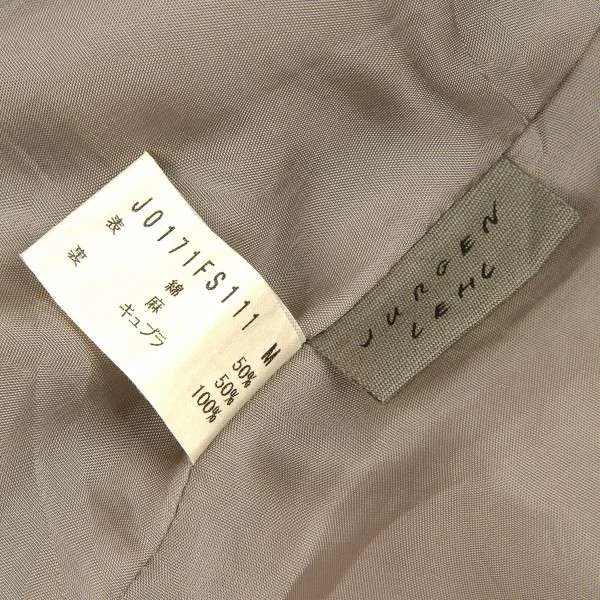 J0171FS111 M
表 綿 50%
麻 50%
裏 キュプラ 100%
JURGEN
LEHL